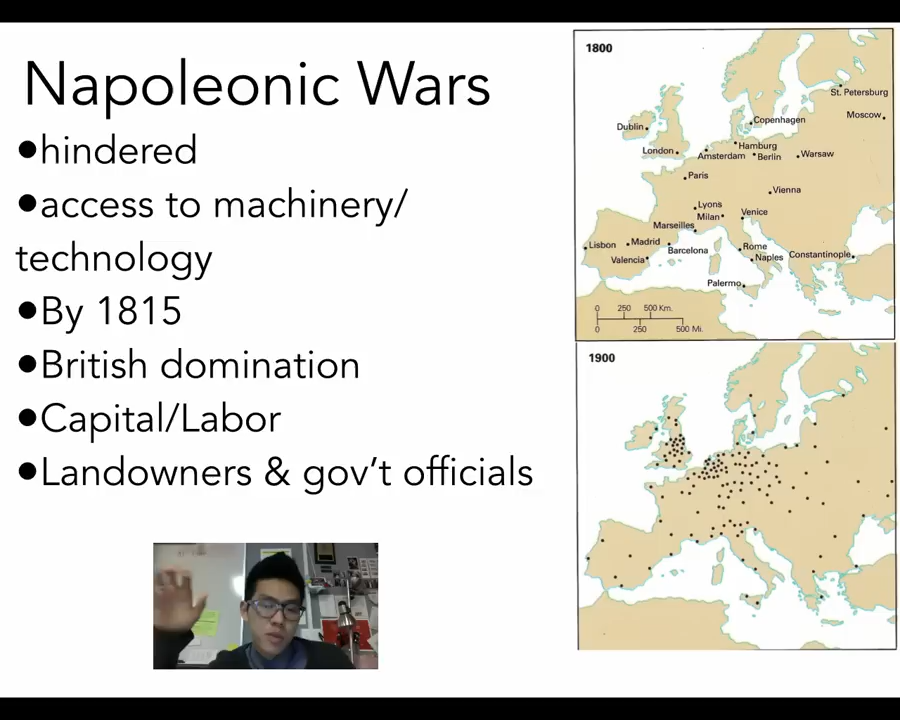 Napoleonic Wars
●hindered
●access to machinery/
technology
●By 1815
●British domination
●Capital/Labor
●Landowners & gov't officials
1800
St. Petersburg
Moscow
Copenhagen
Dublin
Hamburg
London
Amsterdam
Berlin
Warsaw
Paris
Vienna
Lyons
Milan
Venice
Marseilles
Lisbon
Madrid
Barcelona
Rome
Constantinople
Valencia
Naples
Palermo
0 250 500 Km.
0 250 500 Mi.
1900